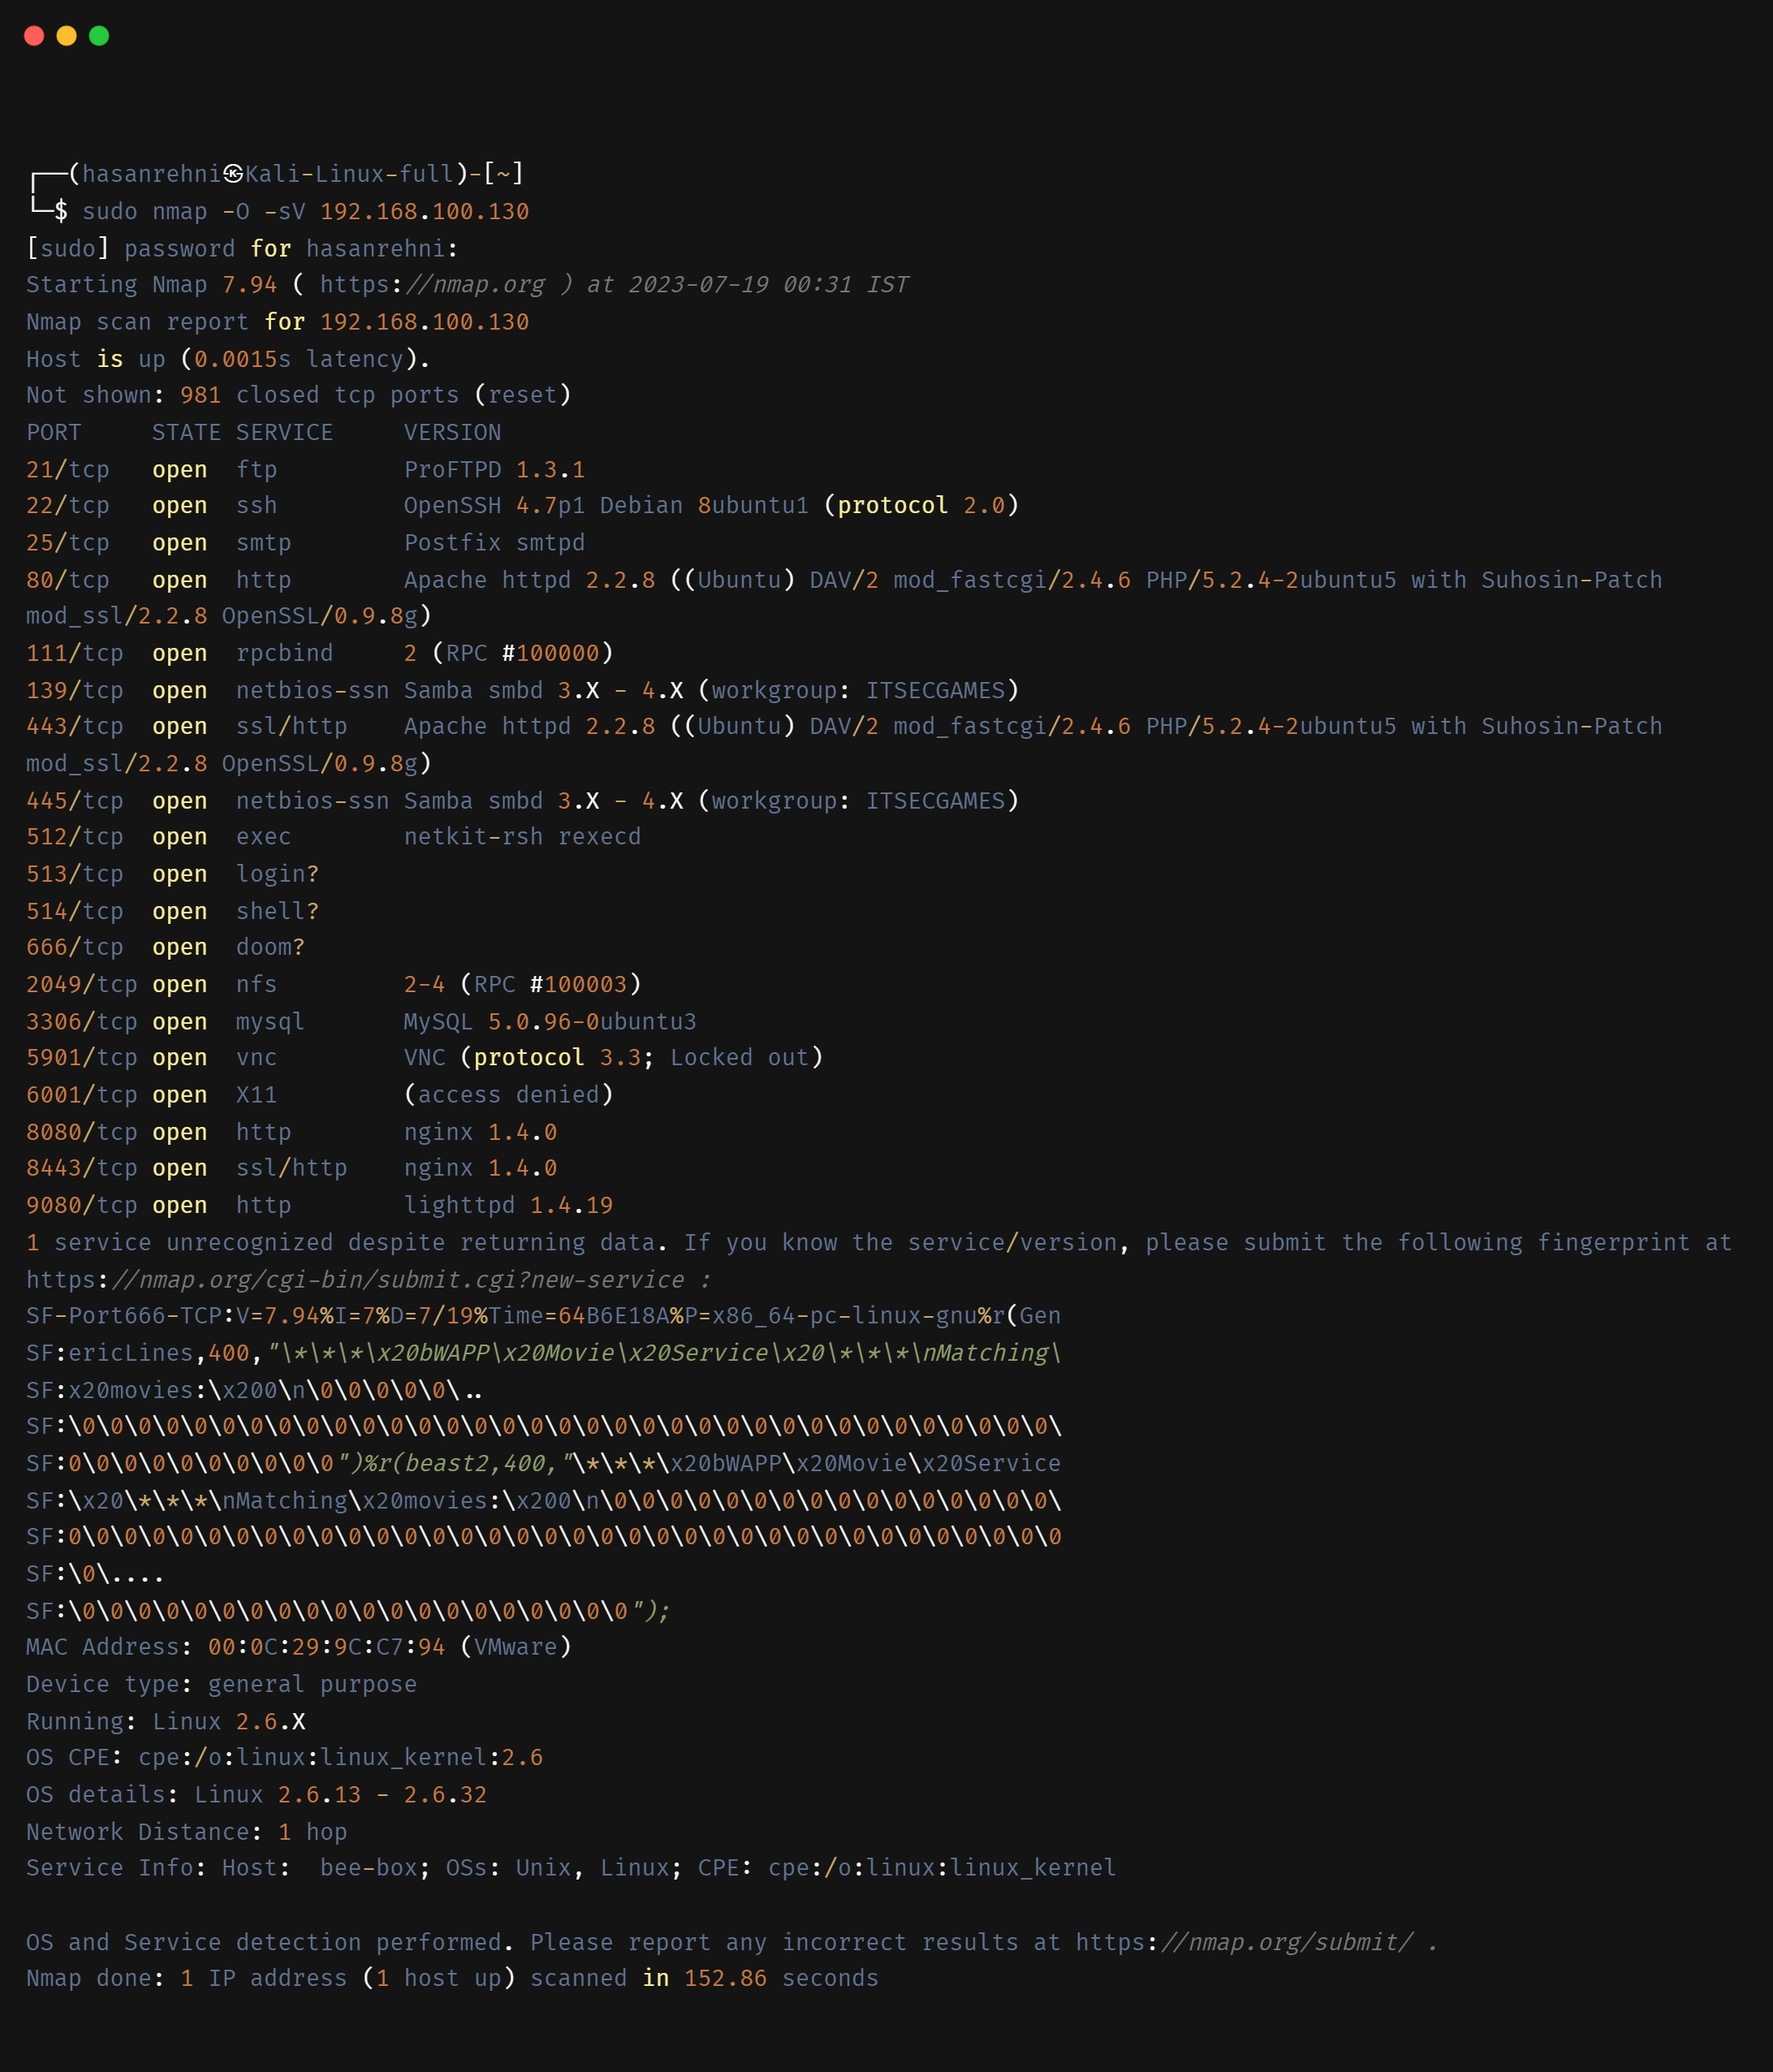 ┌──(hasanrehni㉿Kali-Linux-full)-[~]
└─$ sudo nmap -O -sV 192.168.100.130
[sudo] password for hasanrehni:
Starting Nmap 7.94 ( https://nmap.org ) at 2023-07-19 00:31 IST
Nmap scan report for 192.168.100.130
Host is up (0.0015s latency).
Not shown: 981 closed tcp ports (reset)
PORT     STATE SERVICE     VERSION
21/tcp   open  ftp         ProFTPD 1.3.1
22/tcp   open  ssh         OpenSSH 4.7p1 Debian 8ubuntu1 (protocol 2.0)
25/tcp   open  smtp        Postfix smtpd
80/tcp   open  http        Apache httpd 2.2.8 ((Ubuntu) DAV/2 mod_fastcgi/2.4.6 PHP/5.2.4-2ubuntu5 with Suhosin-Patch
mod_ssl/2.2.8 OpenSSL/0.9.8g)
111/tcp  open  rpcbind     2 (RPC #100000)
139/tcp  open  netbios-ssn Samba smbd 3.X - 4.X (workgroup: ITSECGAMES)
443/tcp  open  ssl/http    Apache httpd 2.2.8 ((Ubuntu) DAV/2 mod_fastcgi/2.4.6 PHP/5.2.4-2ubuntu5 with Suhosin-Patch
mod_ssl/2.2.8 OpenSSL/0.9.8g)
445/tcp  open  netbios-ssn Samba smbd 3.X - 4.X (workgroup: ITSECGAMES)
512/tcp  open  exec        netkit-rsh rexecd
513/tcp  open  login?
514/tcp  open  shell?
666/tcp  open  doom?
2049/tcp open  nfs         2-4 (RPC #100003)
3306/tcp open  mysql       MySQL 5.0.96-0ubuntu3
5901/tcp open  vnc         VNC (protocol 3.3; Locked out)
6001/tcp open  X11         (access denied)
8080/tcp open  http        nginx 1.4.0
8443/tcp open  ssl/http    nginx 1.4.0
9080/tcp open  http        lighttpd 1.4.19
1 service unrecognized despite returning data. If you know the service/version, please submit the following fingerprint at
https://nmap.org/cgi-bin/submit.cgi?new-service :
SF-Port666-TCP:V=7.94%I=7%D=7/19%Time=64B6E18A%P=x86_64-pc-linux-gnu%r(Gen
SF:ericLines,400,"\*\*\*\x20bWAPP\x20Movie\x20Service\x20\*\*\*\nMatching\
SF:x20movies:\x200\n\0\0\0\0\0\..
SF:\0\0\0\0\0\0\0\0\0\0\0\0\0\0\0\0\0\0\0\0\0\0\0\0\0\0\0\0\0\0\0\0\0\0\0\
SF:0\0\0\0\0\0\0\0\0\0")%r(beast2,400,"\*\*\*\x20bWAPP\x20Movie\x20Service
SF:\x20\*\*\*\nMatching\x20movies:\x200\n\0\0\0\0\0\0\0\0\0\0\0\0\0\0\0\0\
SF:0\0\0\0\0\0\0\0\0\0\0\0\0\0\0\0\0\0\0\0\0\0\0\0\0\0\0\0\0\0\0\0\0\0\0\0
SF:\0\....
SF:\0\0\0\0\0\0\0\0\0\0\0\0\0\0\0\0\0\0\0\0");
MAC Address: 00:0C:29:9C:C7:94 (VMware)
Device type: general purpose
Running: Linux 2.6.X
OS CPE: cpe:/o:linux:linux_kernel:2.6
OS details: Linux 2.6.13 - 2.6.32
Network Distance: 1 hop
Service Info: Host:  bee-box; OSs: Unix, Linux; CPE: cpe:/o:linux:linux_kernel
OS and Service detection performed. Please report any incorrect results at https://nmap.org/submit/ .
Nmap done: 1 IP address (1 host up) scanned in 152.86 seconds